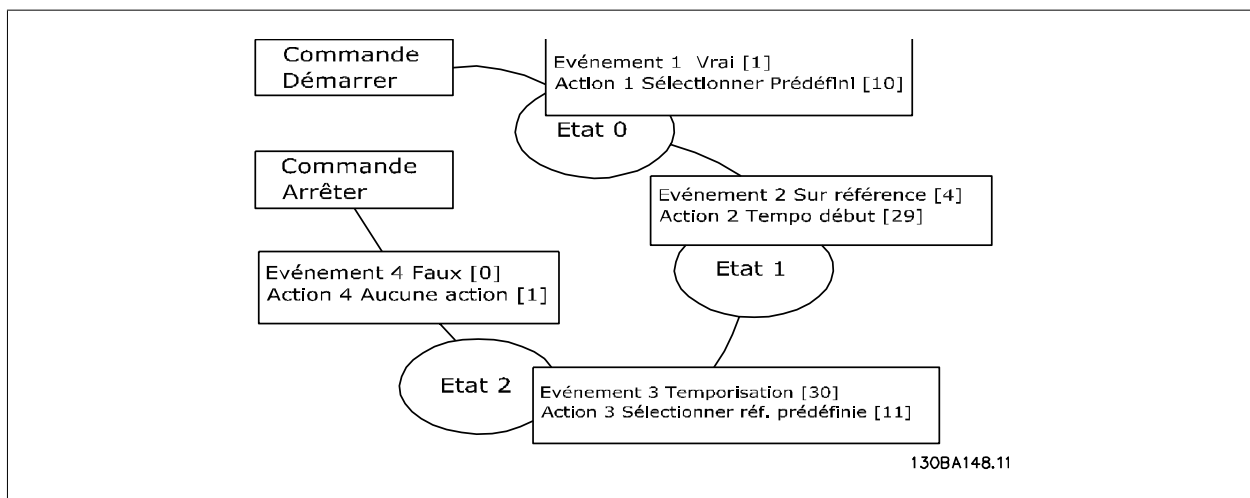 Commande
Démarrer
Evénement 1 Vrai [1]
Action 1 Sélectionner Prédéfini [10]
Etat 0
Commande
Arrêter
Evénement 2 Sur référence [4]
Action 2 Tempo début [29]
Etat 1
Evénement 4 Faux [0]
Action 4 Aucune action [1]
Etat 2
Evénement 3 Temporisation [30]
Action 3 Sélectionner réf. prédéfinie [11]
130BA148.11